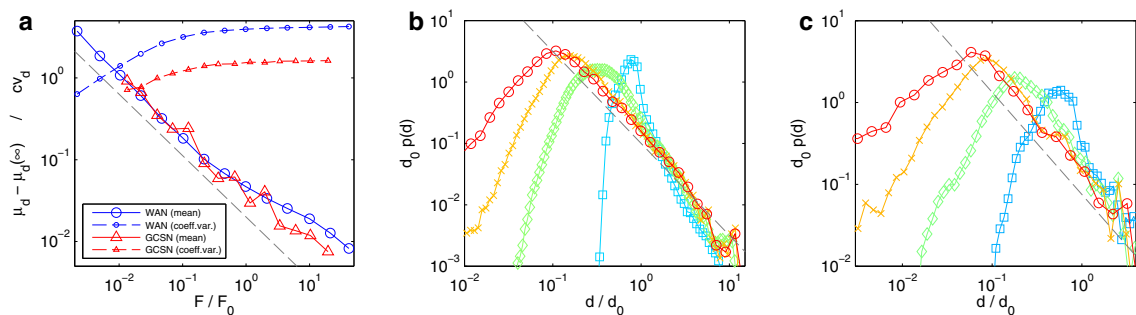 a
μ_d − μ_d(∞) / cv_d
10^0
10^−1
10^−2
10^−2
10^−1
10^0
10^1
F / F_0
WAN (mean)
WAN (coeff.var.)
GCSN (mean)
GCSN (coeff.var.)
b
d_0 p(d)
10^1
10^0
10^−1
10^−2
10^−3
10^−2
10^−1
10^0
10^1
d / d_0
c
d_0 p(d)
10^1
10^0
10^−1
10^−2
10^−2
10^−1
10^0
d / d_0